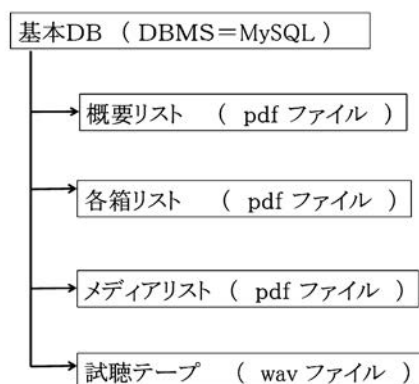 基本DB ( DBMS=MySQL )
概要リスト ( pdf ファイル )
各箱リスト ( pdf ファイル )
メディアリスト ( pdf ファイル )
試聴テープ ( wav ファイル )